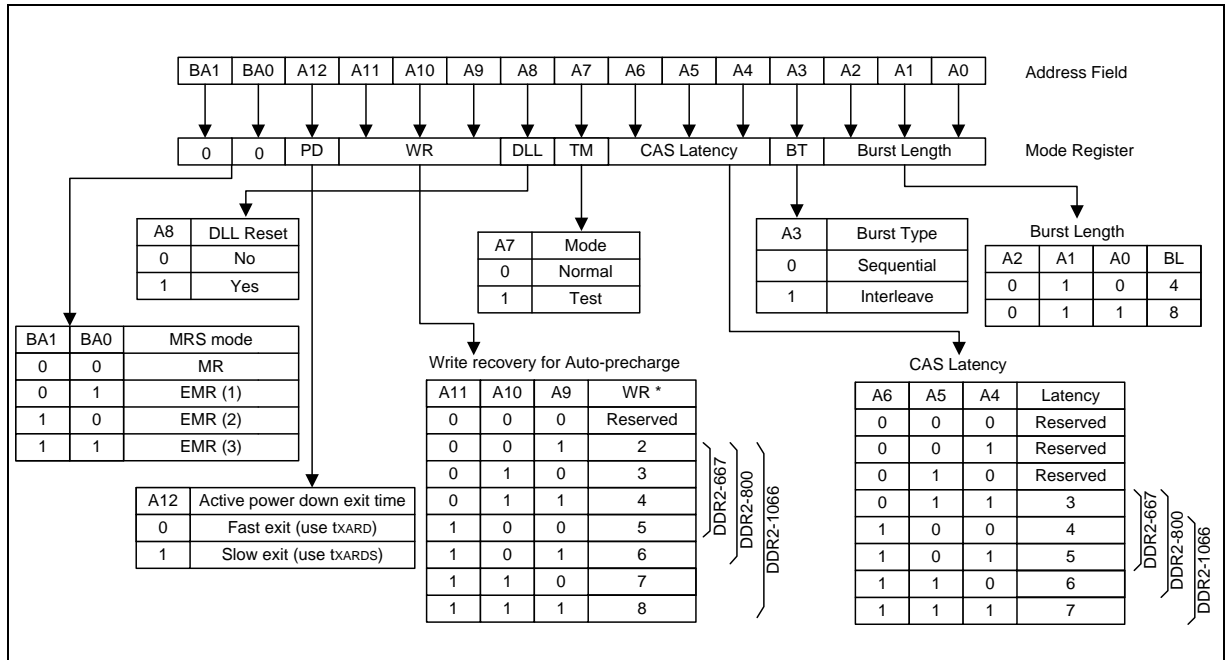 BA1 BA0 A12 A11 A10 A9 A8 A7 A6 A5 A4 A3 A2 A1 A0 Address Field
0 0 PD WR DLL TM CAS Latency BT Burst Length Mode Register
A8 DLL Reset
0 No
1 Yes
A7 Mode
0 Normal
1 Test
A3 Burst Type
0 Sequential
1 Interleave
Burst Length
A2 A1 A0 BL
0 1 0 4
0 1 1 8
BA1 BA0 MRS mode
0 0 MR
0 1 EMR (1)
1 0 EMR (2)
1 1 EMR (3)
A12 Active power down exit time
0 Fast exit (use tXARD)
1 Slow exit (use tXARDS)
Write recovery for Auto-precharge
A11 A10 A9 WR *
0 0 0 Reserved
0 0 1 2
0 1 0 3
0 1 1 4
1 0 0 5
1 0 1 6
1 1 0 7
1 1 1 8
DDR2-667
DDR2-800
DDR2-1066
CAS Latency
A6 A5 A4 Latency
0 0 0 Reserved
0 0 1 Reserved
0 1 0 Reserved
0 1 1 3
1 0 0 4
1 0 1 5
1 1 0 6
1 1 1 7
DDR2-667
DDR2-800
DDR2-1066